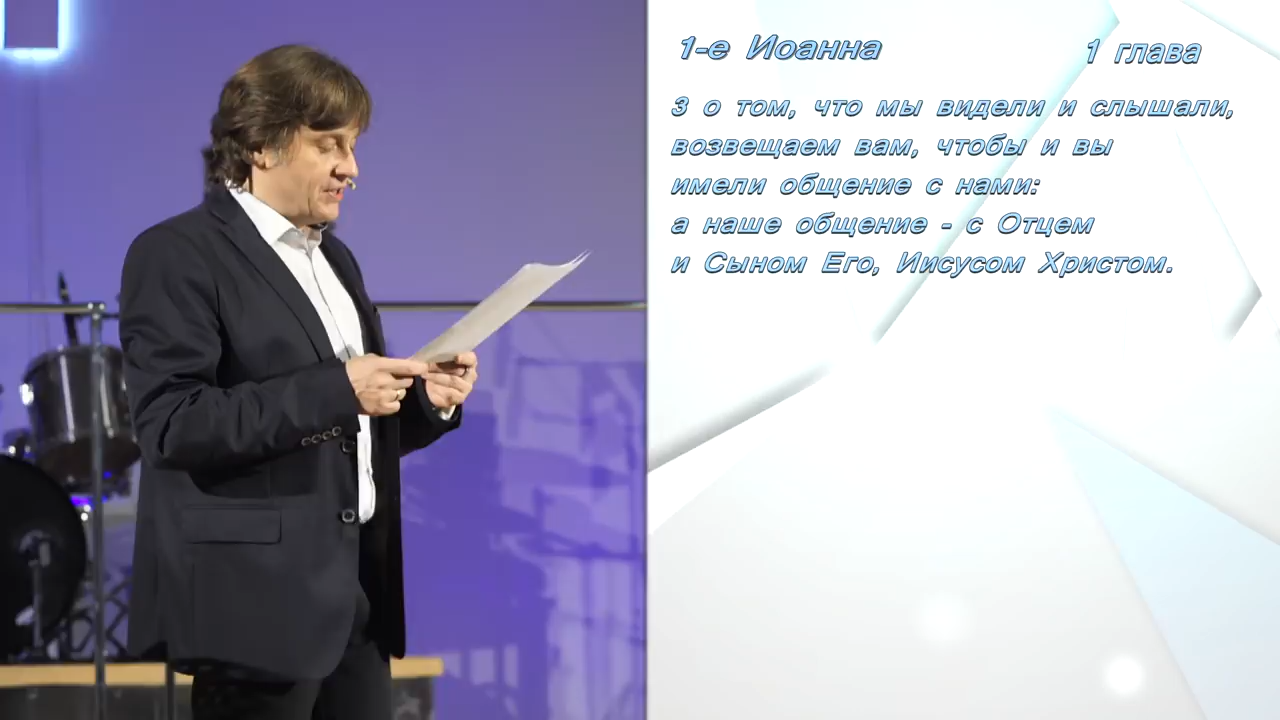 1-е Иоанна 1 глава
3 о том, что мы видели и слышали,
возвещаем вам, чтобы и вы
имели общение с нами:
а наше общение - с Отцем
и Сыном Его, Иисусом Христом.